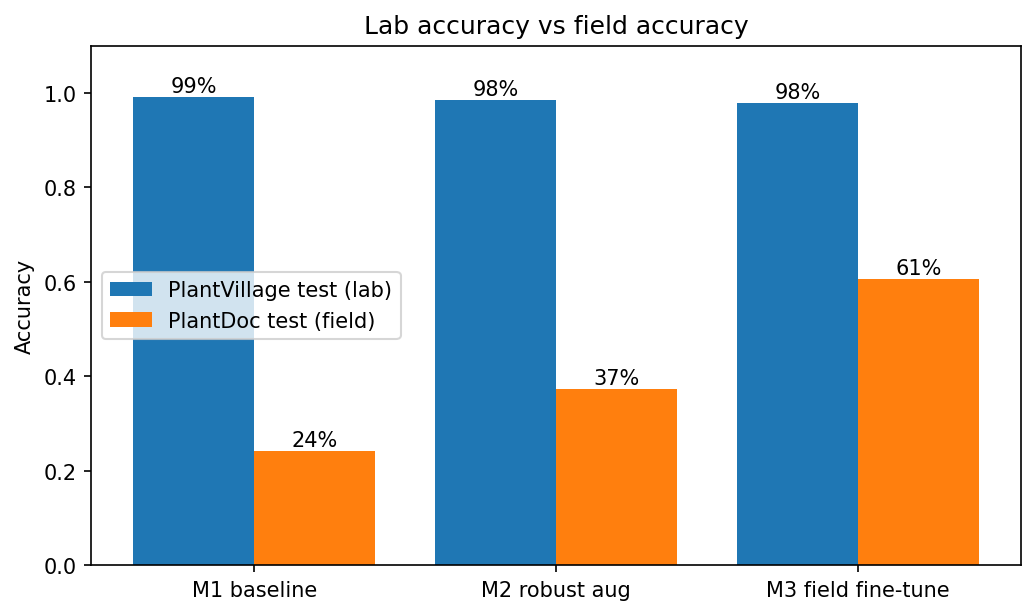 Lab accuracy vs field accuracy
Accuracy
1.0
0.8
0.6
0.4
0.2
0.0
99%
24%
98%
37%
98%
61%
PlantVillage test (lab)
PlantDoc test (field)
M1 baseline
M2 robust aug
M3 field fine-tune